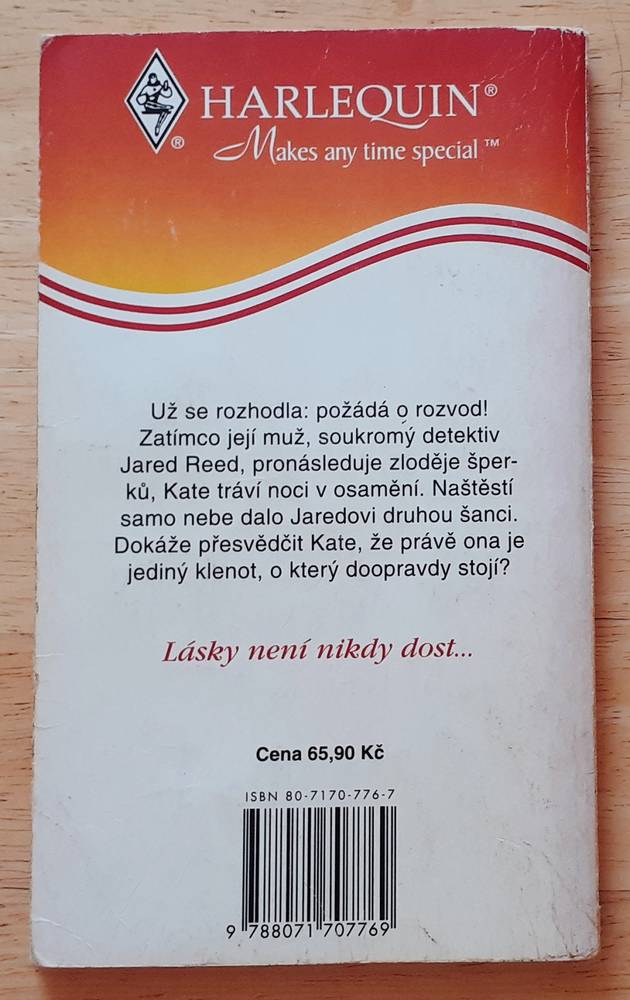 HARLEQUIN®
®
Makes any time special™
Už se rozhodla: požádá o rozvod!
Zatímco její muž, soukromý detektiv
Jared Reed, pronásleduje zloděje šper-
ků, Kate tráví noci v osamění. Naštěstí
samo nebe dalo Jaredovi druhou šanci.
Dokáže přesvědčit Kate, že právě ona je
jediný klenot, o který doopravdy stojí?
Lásky není nikdy dost...
Cena 65,90 Kč
ISBN 80-7170-776-7
9 788071 707769